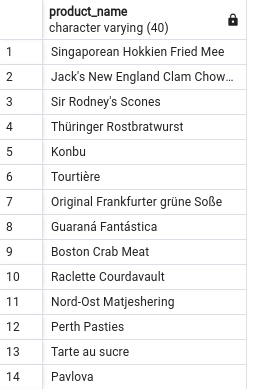 product_name
character varying (40)
1 Singaporean Hokkien Fried Mee
2 Jack's New England Clam Chow...
3 Sir Rodney's Scones
4 Thüringer Rostbratwurst
5 Konbu
6 Tourtière
7 Original Frankfurter grüne Soße
8 Guaraná Fantástica
9 Boston Crab Meat
10 Raclette Courdavault
11 Nord-Ost Matjeshering
12 Perth Pasties
13 Tarte au sucre
14 Pavlova